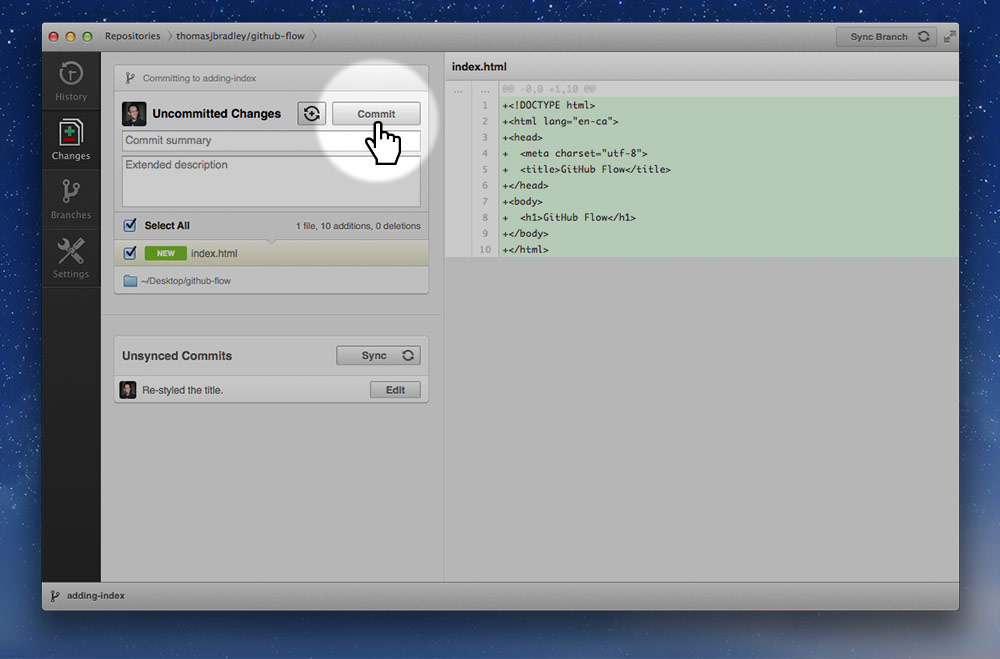 Repositories thomasjbradley/github-flow
Sync Branch
History
Changes
Branches
Settings
Committing to adding-index
Uncommitted Changes
Commit
Commit summary
Extended description
Select All
1 file, 10 additions, 0 deletions
NEW index.html
~/Desktop/github-flow
Unsynced Commits
Sync
Re-styled the title.
Edit
index.html
... ... @@ -0,0 +1,10 @@
1 +<!DOCTYPE html>
2 +<html lang="en-ca">
3 +<head>
4 +  <meta charset="utf-8">
5 +  <title>GitHub Flow</title>
6 +</head>
7 +<body>
8 +  <h1>GitHub Flow</h1>
9 +</body>
10 +</html>
adding-index